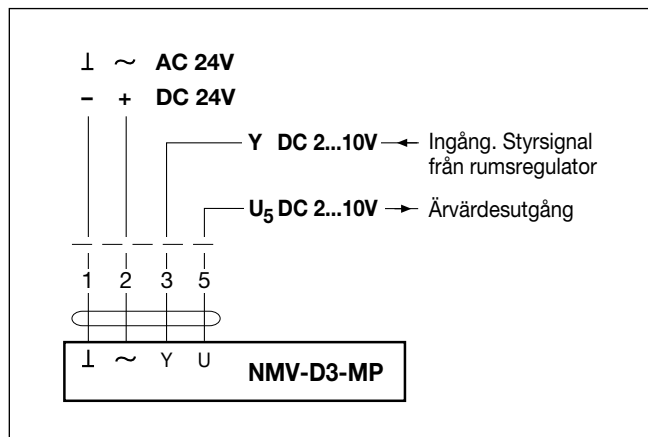 ⊥ ~ AC 24V
– + DC 24V
Y DC 2...10V Ingång. Styrsignal
från rumsregulator
U5 DC 2...10V Ärvärdesutgång
1 2 3 5
⊥ ~ Y U
NMV-D3-MP